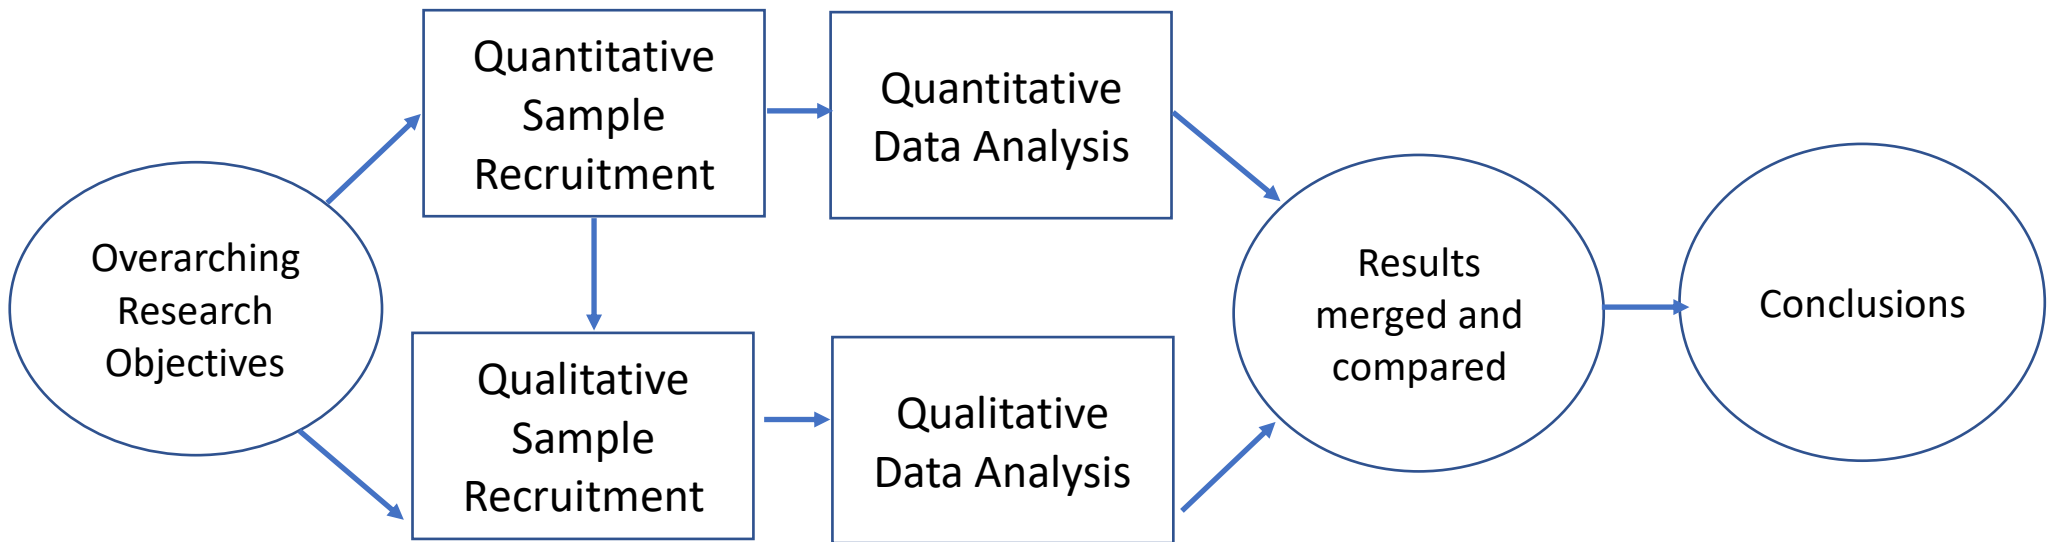 Overarching
Research
Objectives
Quantitative
Sample
Recruitment
Quantitative
Data Analysis
Qualitative
Sample
Recruitment
Qualitative
Data Analysis
Results
merged and
compared
Conclusions